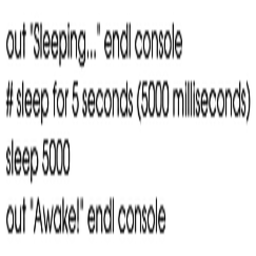 out "Sleeping..." endl console
# sleep for 5 seconds (5000 milliseconds)
sleep 5000
out "Awake!" endl console